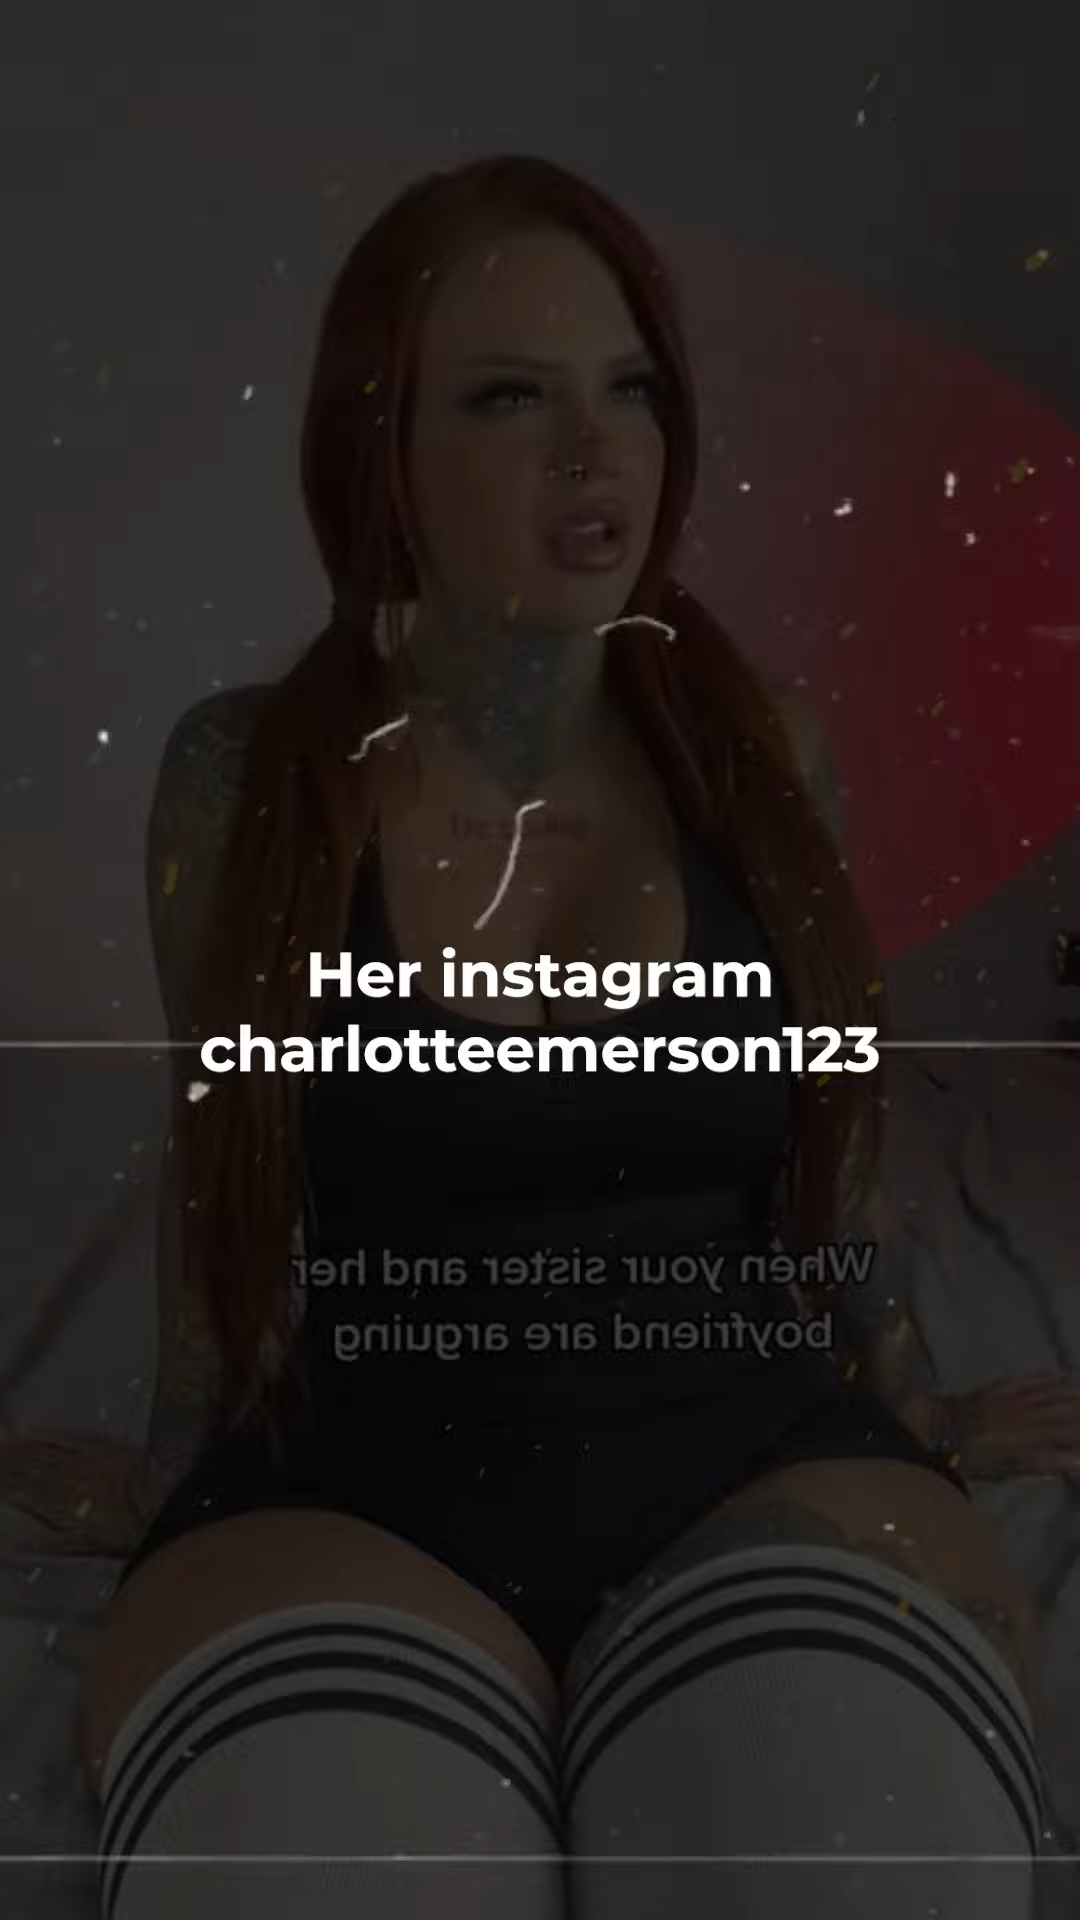 Her instagram
charlotteemerson123
When your sister and her
boyfriend are arguing